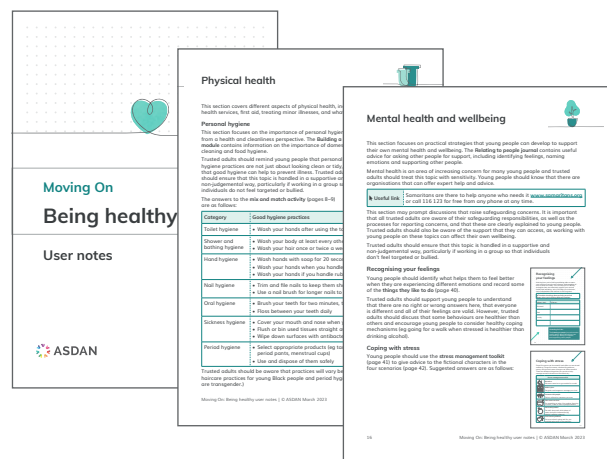 Moving On
Being healthy
User notes
ASDAN
Physical health
This section covers different aspects of physical health, in
health services, first aid, treating minor illnesses, and what
Personal hygiene
This section focuses on the importance of personal hygien
from a health and cleanliness perspective. The Building a
module contains information on the importance of domes
cleaning and food hygiene.
Trusted adults should remind young people that personal
hygiene practices are not just about looking clean or tidy,
that good hygiene can help to prevent illness. Trusted adu
should ensure that this topic is handled in a supportive an
non-judgemental way, particularly if working in a group s
individuals do not feel targeted or bullied.
The answers to the mix and match activity (pages 8–9)
are as follows:
Category Good hygiene practices
Toilet hygiene • Wash your hands after using the to
Shower and • Wash your body at least every othe
bathing hygiene • Wash your hair once or twice a wee
Hand hygiene • Wash hands with soap for 20 secon
• Wash your hands when you handle
• Wash your hands if you handle rub
Nail hygiene • Trim and file nails to keep them sh
• Use a nail brush for longer nails to
Oral hygiene • Brush your teeth for two minutes, t
• Floss between your teeth daily
Sickness hygiene • Cover your mouth and nose when y
• Flush or bin used tissues straight a
• Wipe down surfaces with antibacte
Period hygiene • Select appropriate products (eg ta
period pants, menstrual cups)
• Use and dispose of them safely
Trusted adults should be aware that practices will vary be
haircare practices for young Black people and period hyg
are transgender.)
Moving On: Being healthy user notes | © ASDAN March 2023
Mental health and wellbeing
This section focuses on practical strategies that young people can develop to support
their own mental health and wellbeing. The Relating to people journal contains useful
advice for asking other people for support, including identifying feelings, naming
emotions and supporting other people.
Mental health is an area of increasing concern for many young people and trusted
adults should treat this topic with sensitivity. Young people should know that there are
organisations that can offer expert help and advice.
Useful link Samaritans are there to help anyone who needs it www.samaritans.org
or call 116 123 for free from any phone at any time.
This section may prompt discussions that raise safeguarding concerns. It is important
that all trusted adults are aware of their safeguarding responsibilities, as well as the
processes for reporting concerns, and that these are clearly explained to young people.
Trusted adults should also be aware of the support that they can access, as working with
young people on these topics can affect their own wellbeing.
Trusted adults should ensure that this topic is handled in a supportive and
non-judgemental way, particularly if working in a group so that individuals
don't feel targeted or bullied.
Recognising your feelings
Young people should identify what helps them to feel better
when they are experiencing different emotions and record some
of the things they like to do (page 40).
Trusted adults should support young people to understand
that there are no right or wrong answers here, that everyone
is different and all of their feelings are valid. However, trusted
adults should discuss that some behaviours are healthier than
others and encourage young people to consider healthy coping
mechanisms (eg going for a walk when stressed is healthier than
drinking alcohol).
Coping with stress
Young people should use the stress management toolkit
(page 41) to give advice to the fictional characters in the
four scenarios (page 42). Suggested answers are as follows:
Recognising
your feelings
Coping with stress
56 Moving On: Being healthy user notes | © ASDAN March 2023